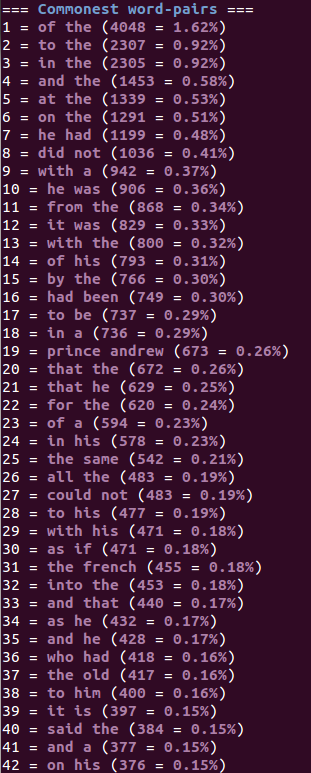 === Commonest word-pairs ===
1 = of the (4048 = 1.62%)
2 = to the (2307 = 0.92%)
3 = in the (2305 = 0.92%)
4 = and the (1453 = 0.58%)
5 = at the (1339 = 0.53%)
6 = on the (1291 = 0.51%)
7 = he had (1199 = 0.48%)
8 = did not (1036 = 0.41%)
9 = with a (942 = 0.37%)
10 = he was (906 = 0.36%)
11 = from the (868 = 0.34%)
12 = it was (829 = 0.33%)
13 = with the (800 = 0.32%)
14 = of his (793 = 0.31%)
15 = by the (766 = 0.30%)
16 = had been (749 = 0.30%)
17 = to be (737 = 0.29%)
18 = in a (736 = 0.29%)
19 = prince andrew (673 = 0.26%)
20 = that the (672 = 0.26%)
21 = that he (629 = 0.25%)
22 = for the (620 = 0.24%)
23 = of a (594 = 0.23%)
24 = in his (578 = 0.23%)
25 = the same (542 = 0.21%)
26 = all the (483 = 0.19%)
27 = could not (483 = 0.19%)
28 = to his (477 = 0.19%)
29 = with his (471 = 0.18%)
30 = as if (471 = 0.18%)
31 = the french (455 = 0.18%)
32 = into the (453 = 0.18%)
33 = and that (440 = 0.17%)
34 = as he (432 = 0.17%)
35 = and he (428 = 0.17%)
36 = who had (418 = 0.16%)
37 = the old (417 = 0.16%)
38 = to him (400 = 0.16%)
39 = it is (397 = 0.15%)
40 = said the (384 = 0.15%)
41 = and a (377 = 0.15%)
42 = on his (376 = 0.15%)